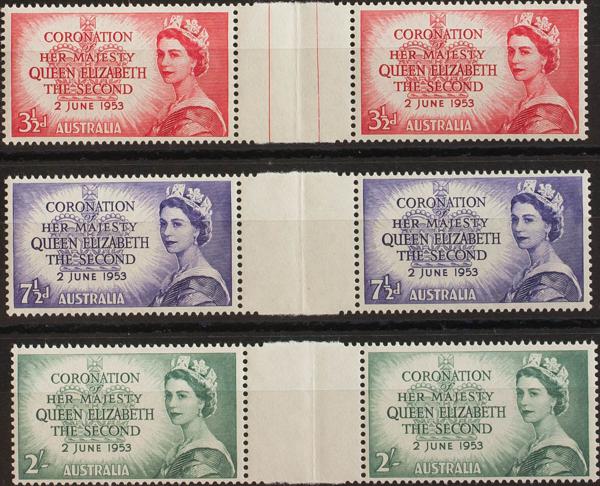 CORONATION
of
HER MAJESTY
QUEEN ELIZABETH
THE SECOND
2 JUNE 1953
3½d AUSTRALIA
CORONATION
of
HER MAJESTY
QUEEN ELIZABETH
THE SECOND
2 JUNE 1953
3½d AUSTRALIA
CORONATION
of
HER MAJESTY
QUEEN ELIZABETH
THE SECOND
2 JUNE 1953
7½d AUSTRALIA
CORONATION
of
HER MAJESTY
QUEEN ELIZABETH
THE SECOND
2 JUNE 1953
7½d AUSTRALIA
CORONATION
of
HER MAJESTY
QUEEN ELIZABETH
THE SECOND
2 JUNE 1953
2/- AUSTRALIA
CORONATION
of
HER MAJESTY
QUEEN ELIZABETH
THE SECOND
2 JUNE 1953
2/- AUSTRALIA